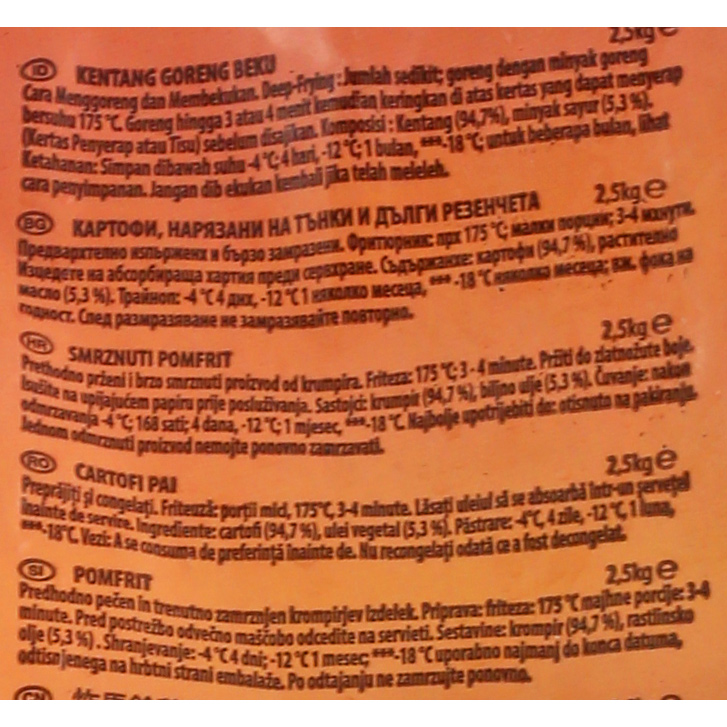 2,5kg e
ID KENTANG GORENG BEKU
Cara Menggoreng dan Membekukan. Deep-Frying : Jumlah sedikit; goreng dengan minyak goreng
bersuhu 175 °C. Goreng hingga 3 atau 4 menit kemudian keringkan di atas kertas yang dapat menyerap
(Kertas Penyerap atau Tisu) sebelum disajikan. Komposisi : Kentang (94,7%), minyak sayur (5,3 %).
Ketahanan: Simpan dibawah suhu -4 °C; 4 hari, -12 °C; 1 bulan, ***-18 °C; untuk beberapa bulan, lihat
cara penyimpanan. Jangan dib ekukan kembali jika telah meleleh.
BG КАРТОФИ, НАРЯЗАНИ НА ТЪНКИ И ДЪЛГИ РЕЗЕНЧЕТА 2,5kg e
Предварително изпържени и бързо замразени. Фритюрник: при 175 °C; малки порции; 3-4 минути.
Изцедете на абсорбираща хартия преди сервиране. Съдържание: картофи (94,7 %), растително
масло (5,3 %). Трайност: -4 °C 4 дни, -12 °C 1 няколко месеца, *** -18 °C няколко месеца; виж. фока на
годност. След размразяване не замразявайте повторно.
HR SMRZNUTI POMFRIT 2,5kg e
Prethodno prženi i brzo smrznuti proizvod od krumpira. Friteza: 175 °C; 3 - 4 minute. Pržiti do zlatnožute boje.
Isušite na upijajućem papiru prije posluživanja. Sastojci: krumpir (94,7 %), biljno ulje (5,3 %). Čuvanje: nakon
odmrzavanja -4 °C; 168 sati; 4 dana, -12 °C; 1 mjesec, ***-18 °C. Najbolje upotrijebiti do: otisnuto na pakiranje.
Jednom odmrznuti proizvod nemojte ponovno zamrzavati.
RO CARTOFI PAI 2,5kg e
Preprăjiți și congelați. Friteuză: porții mici, 175°C, 3-4 minute. Lăsați uleiul să se absoarbă într-un șervețel
înainte de servire. Ingrediente: cartofi (94,7 %), ulei vegetal (5,3 %). Păstrare: -4°C, 4 zile, -12 °C, 1 luna,
***-18°C. Vezi: A se consuma de preferință înainte de. Nu recongelați odată ce a fost decongelat.
SI POMFRIT 2,5kg e
Predhodno pečen in trenutno zamrznjen krompirjev izdelek. Priprava: friteza: 175 °C majhne porcije: 3-4
minute. Pred postrežbo odvečno maščobo odcedite na servieti. Sestavine: krompir (94,7 %), rastlinsko
olje (5,3 %). Shranjevanje: -4 °C 4 dni; -12 °C 1 mesec, ***-18 °C uporabno najmanj do konca datuma,
odtisnjenega na hrbtni strani embalaže. Po odtajanju ne zamrzujte ponovno.
CN